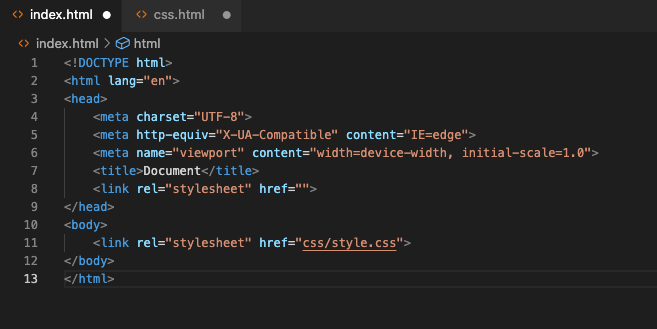 index.html
css.html
index.html > html
1 <!DOCTYPE html>
2 <html lang="en">
3 <head>
4     <meta charset="UTF-8">
5     <meta http-equiv="X-UA-Compatible" content="IE=edge">
6     <meta name="viewport" content="width=device-width, initial-scale=1.0">
7     <title>Document</title>
8     <link rel="stylesheet" href="">
9 </head>
10 <body>
11     <link rel="stylesheet" href="css/style.css">
12 </body>
13 </html>